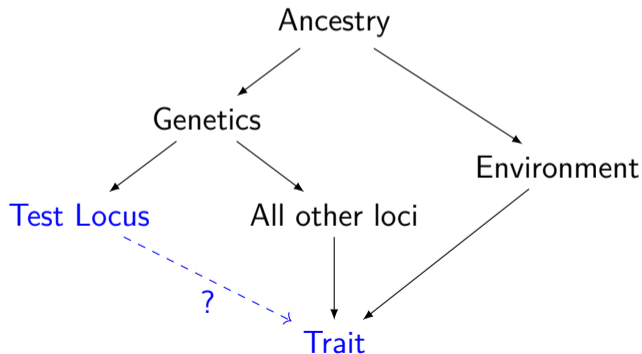 Ancestry
Genetics
Environment
Test Locus
All other loci
?
Trait